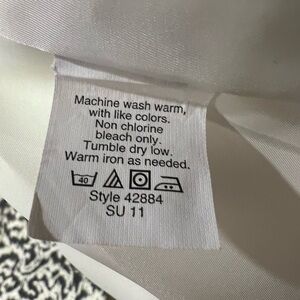 Machine wash warm,
with like colors.
Non chlorine
bleach only.
Tumble dry low.
Warm iron as needed.
40
Style 42884
SU 11